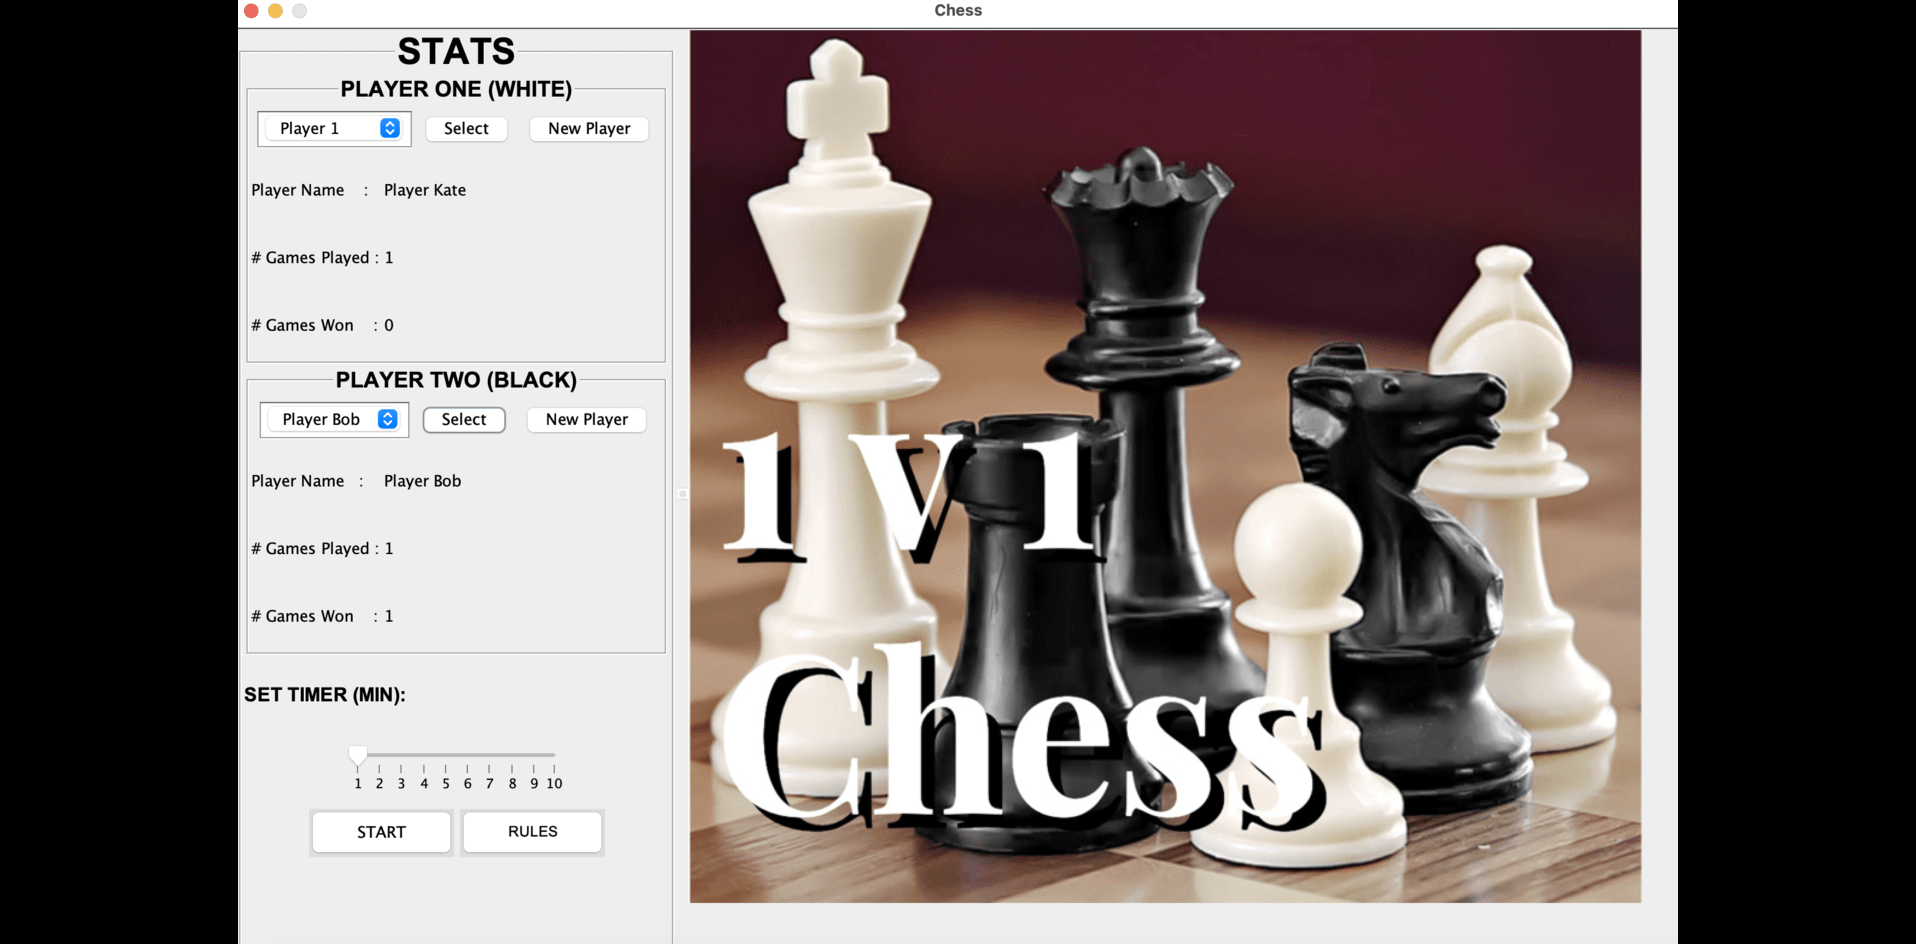 Chess
STATS
PLAYER ONE (WHITE)
Player 1 Select New Player
Player Name : Player Kate
# Games Played : 1
# Games Won : 0
PLAYER TWO (BLACK)
Player Bob Select New Player
Player Name : Player Bob
# Games Played : 1
# Games Won : 1
SET TIMER (MIN):
1 2 3 4 5 6 7 8 9 10
START RULES
1 V 1
Chess